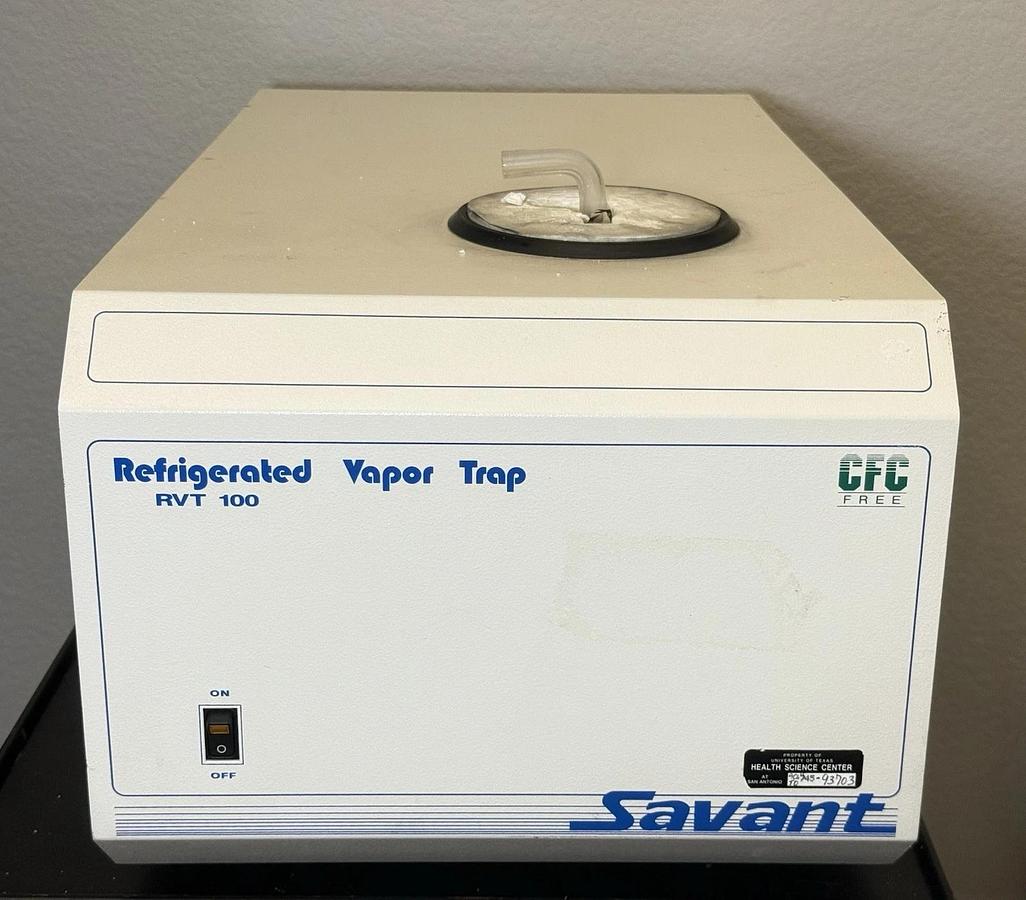 Refrigerated Vapor Trap
RVT 100
CFC
FREE
ON
OFF
PROPERTY OF
UNIVERSITY OF TEXAS
HEALTH SCIENCE CENTER
AT
SAN ANTONIO
93703
Savant